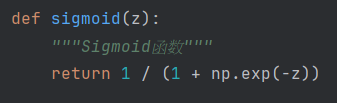 def sigmoid(z):
    """Sigmoid函数"""
    return 1 / (1 + np.exp(-z))